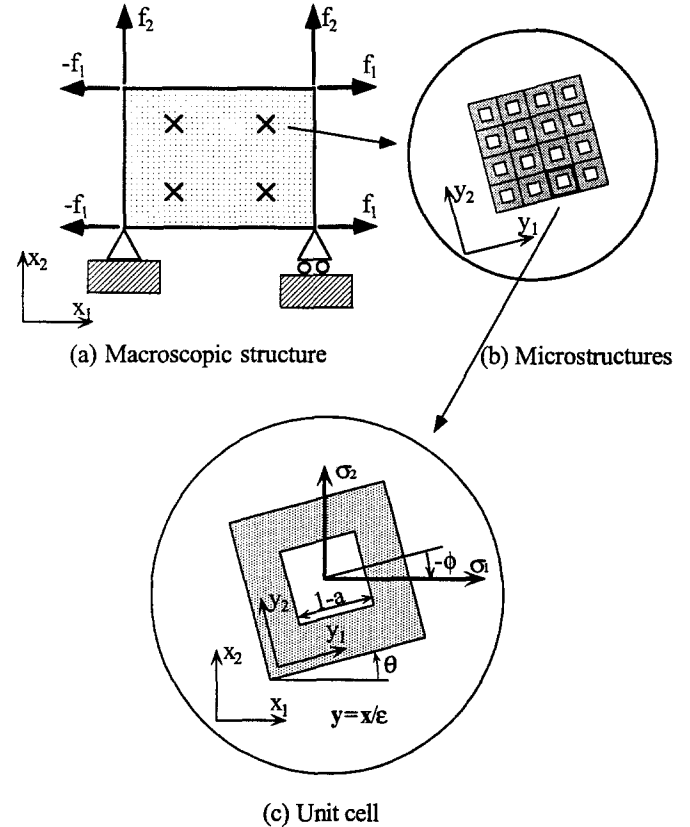 f₂ f₂
-f₁ f₁
-f₁ f₁
x₂
x₁
(a) Macroscopic structure
y₂
y₁
(b) Microstructures
σ₂
-ϕ
σ₁
1-a
y₂
y₁
x₂
x₁
θ
y=x/ε
(c) Unit cell